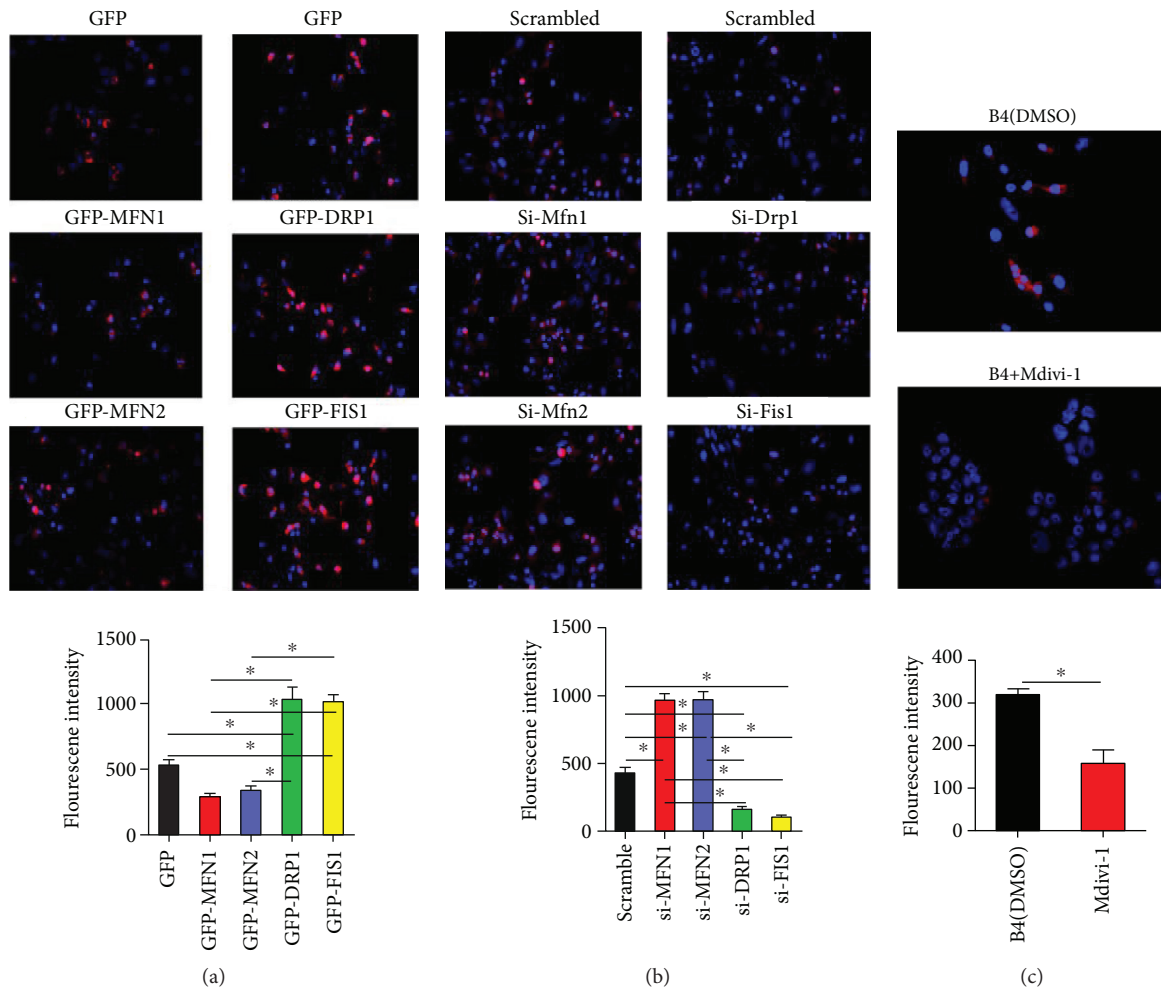 GFP GFP Scrambled Scrambled
B4(DMSO)
GFP-MFN1 GFP-DRP1 Si-Mfn1 Si-Drp1
B4+Mdivi-1
GFP-MFN2 GFP-FIS1 Si-Mfn2 Si-Fis1
Flourescene intensity
1500
1000
500
0
* * * * * *
GFP
GFP-MFN1
GFP-MFN2
GFP-DRP1
GFP-FIS1
(a)
Flourescene intensity
1500
1000
500
0
* * * * * * * *
Scramble
si-MFN1
si-MFN2
si-DRP1
si-FIS1
(b)
Flourescene intensity
400
300
200
100
0
*
B4(DMSO)
Mdivi-1
(c)